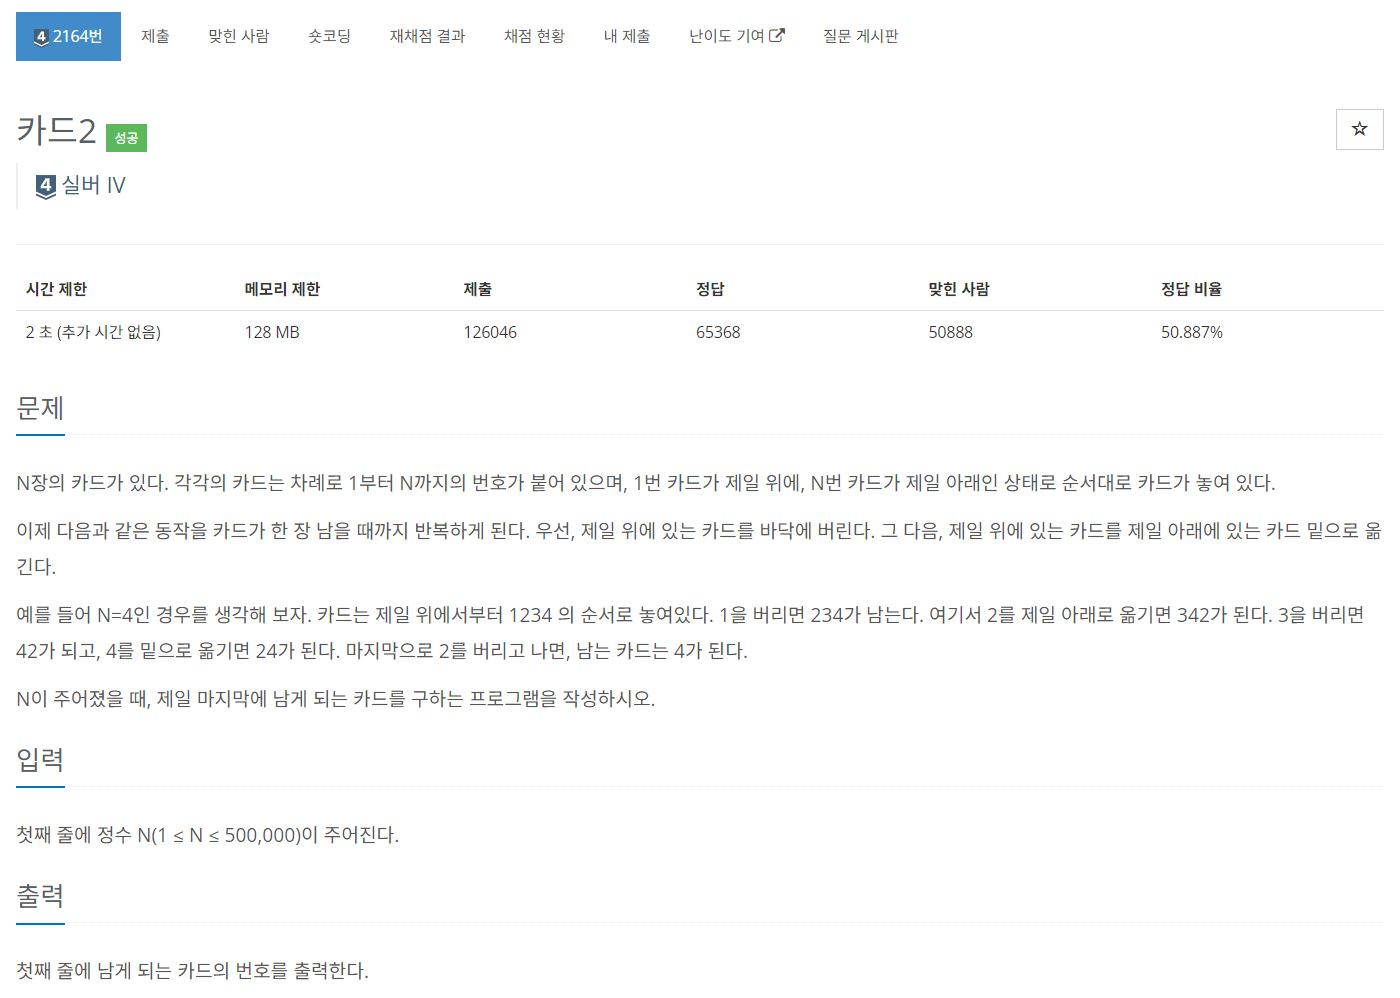 4 2164번 제출 맞힌 사람 숏코딩 재채점 결과 채점 현황 내 제출 난이도 기여 질문 게시판
카드2 성공
4 실버 IV
시간 제한 메모리 제한 제출 정답 맞힌 사람 정답 비율
2 초 (추가 시간 없음) 128 MB 126046 65368 50888 50.887%
문제
N장의 카드가 있다. 각각의 카드는 차례로 1부터 N까지의 번호가 붙어 있으며, 1번 카드가 제일 위에, N번 카드가 제일 아래인 상태로 순서대로 카드가 놓여 있다.
이제 다음과 같은 동작을 카드가 한 장 남을 때까지 반복하게 된다. 우선, 제일 위에 있는 카드를 바닥에 버린다. 그 다음, 제일 위에 있는 카드를 제일 아래에 있는 카드 밑으로 옮
긴다.
예를 들어 N=4인 경우를 생각해 보자. 카드는 제일 위에서부터 1234 의 순서로 놓여있다. 1을 버리면 234가 남는다. 여기서 2를 제일 아래로 옮기면 342가 된다. 3을 버리면
42가 되고, 4를 밑으로 옮기면 24가 된다. 마지막으로 2를 버리고 나면, 남는 카드는 4가 된다.
N이 주어졌을 때, 제일 마지막에 남게 되는 카드를 구하는 프로그램을 작성하시오.
입력
첫째 줄에 정수 N(1 ≤ N ≤ 500,000)이 주어진다.
출력
첫째 줄에 남게 되는 카드의 번호를 출력한다.